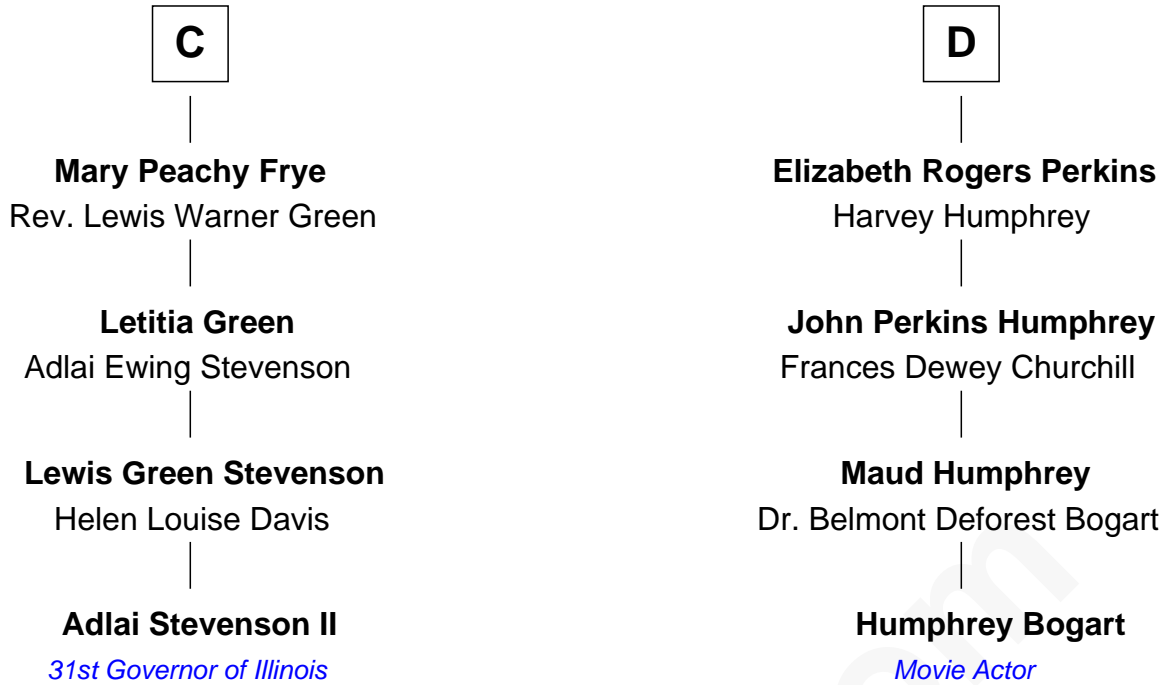 C
Mary Peachy Frye
Rev. Lewis Warner Green
Letitia Green
Adlai Ewing Stevenson
Lewis Green Stevenson
Helen Louise Davis
Adlai Stevenson II
31st Governor of Illinois
D
Elizabeth Rogers Perkins
Harvey Humphrey
John Perkins Humphrey
Frances Dewey Churchill
Maud Humphrey
Dr. Belmont Deforest Bogart
Humphrey Bogart
Movie Actor